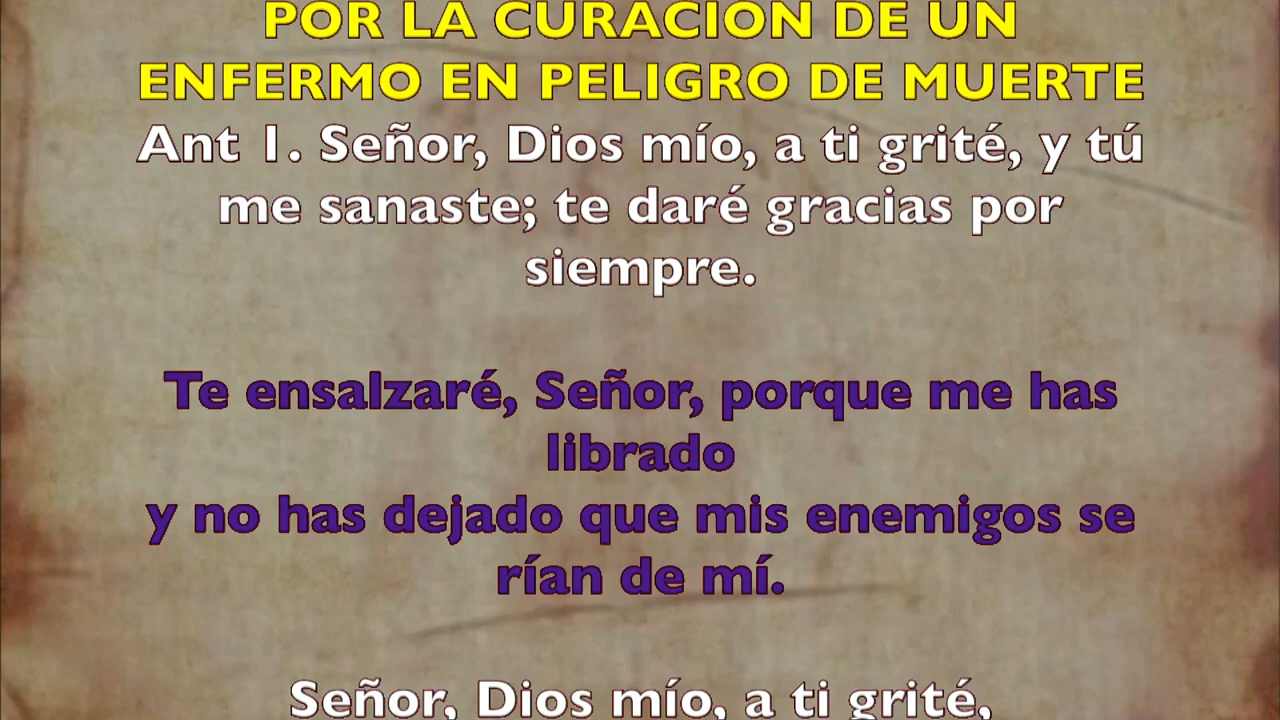 POR LA CURACIÓN DE UN
ENFERMO EN PELIGRO DE MUERTE
Ant 1. Señor, Dios mío, a ti grité, y tú
me sanaste; te daré gracias por
siempre.
Te ensalzaré, Señor, porque me has
librado
y no has dejado que mis enemigos se
rían de mí.
Señor, Dios mío, a ti grité,